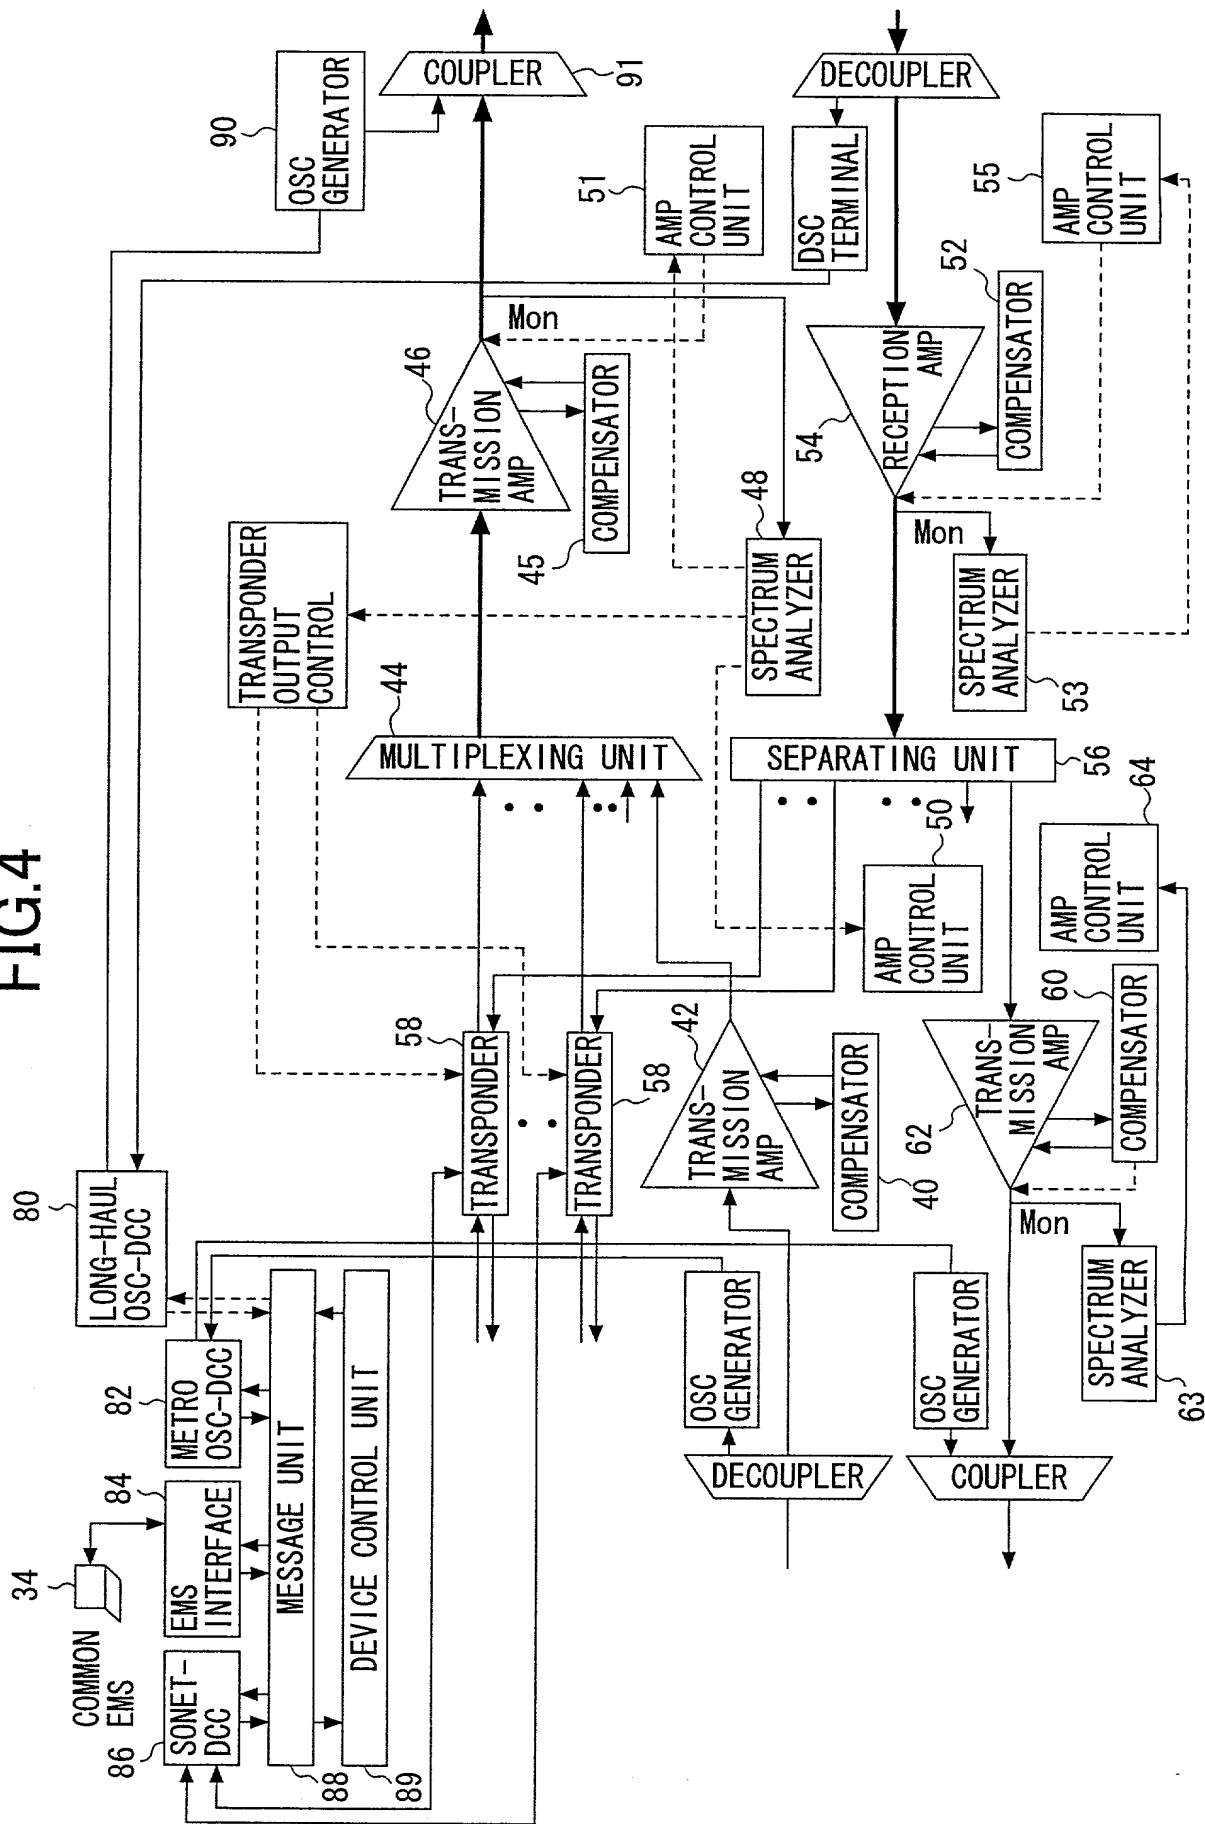 FIG.4
COMMON
EMS
34
86
SONET-
DCC
84
EMS
INTERFACE
82
METRO
OSC-DCC
80
LONG-HAUL
OSC-DCC
MESSAGE UNIT
88
DEVICE CONTROL UNIT
89
TRANSPONDER
OUTPUT
CONTROL
90
OSC
GENERATOR
COUPLER
91
58
TRANSPONDER
TRANSPONDER
58
44
MULTIPLEXING UNIT
46
TRANS-
MISSION
AMP
45
COMPENSATOR
Mon
51
AMP
CONTROL
UNIT
42
TRANS-
MISSION
AMP
COMPENSATOR
40
OSC
GENERATOR
DECOUPLER
48
SPECTRUM
ANALYZER
50
AMP
CONTROL
UNIT
SEPARATING UNIT
56
DSC
TERMINAL
DECOUPLER
54
RECEPTION
AMP
52
COMPENSATOR
Mon
SPECTRUM
ANALYZER
53
55
AMP
CONTROL
UNIT
62
TRANS-
MISSION
AMP
60
COMPENSATOR
64
AMP
CONTROL
UNIT
Mon
SPECTRUM
ANALYZER
63
OSC
GENERATOR
COUPLER